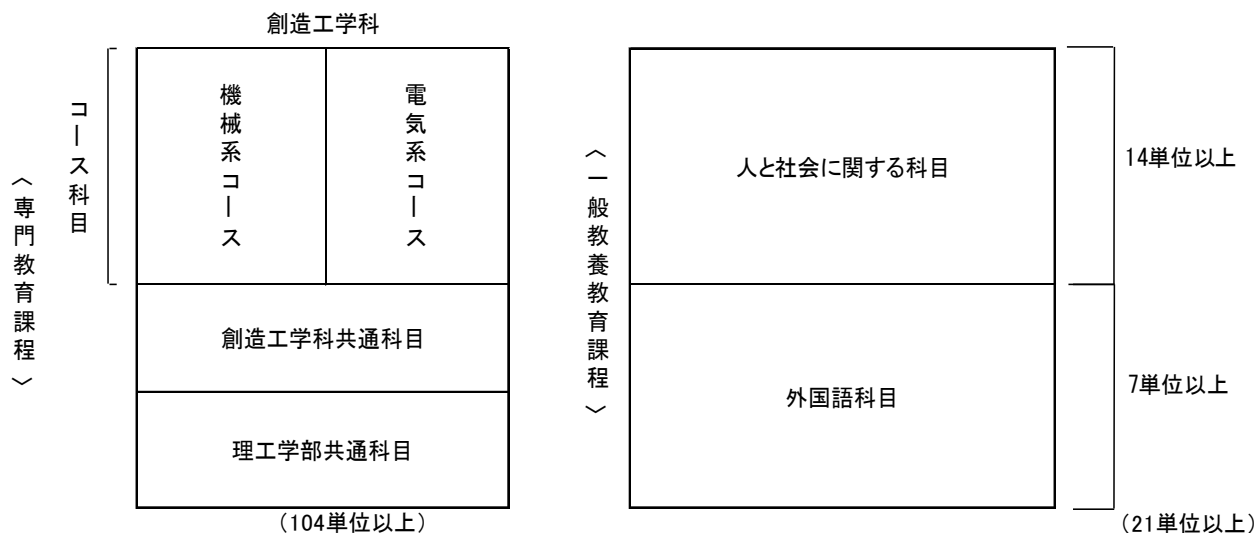 創造工学科
〈専門教育課程〉
コース科目
機械系コース
電気系コース
創造工学科共通科目
理工学部共通科目
(104単位以上)
〈一般教養教育課程〉
人と社会に関する科目
14単位以上
外国語科目
7単位以上
(21単位以上)